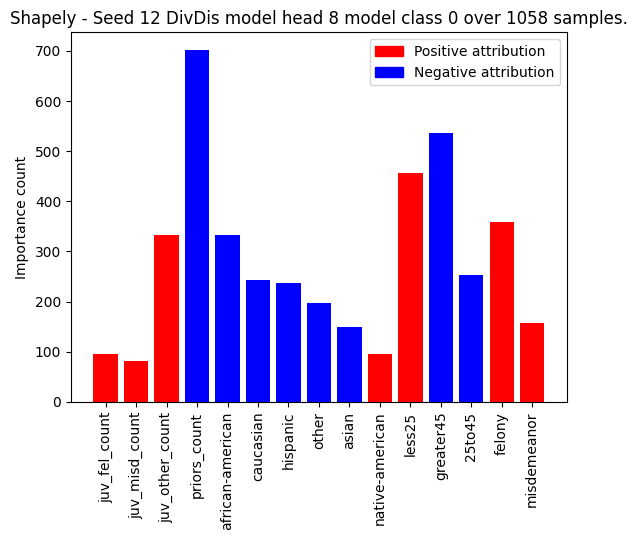 Shapely - Seed 12 DivDis model head 8 model class 0 over 1058 samples.
Positive attribution
Negative attribution
Importance count
700
600
500
400
300
200
100
0
juv_fel_count
juv_misd_count
juv_other_count
priors_count
african-american
caucasian
hispanic
other
asian
native-american
less25
greater45
25to45
felony
misdemeanor